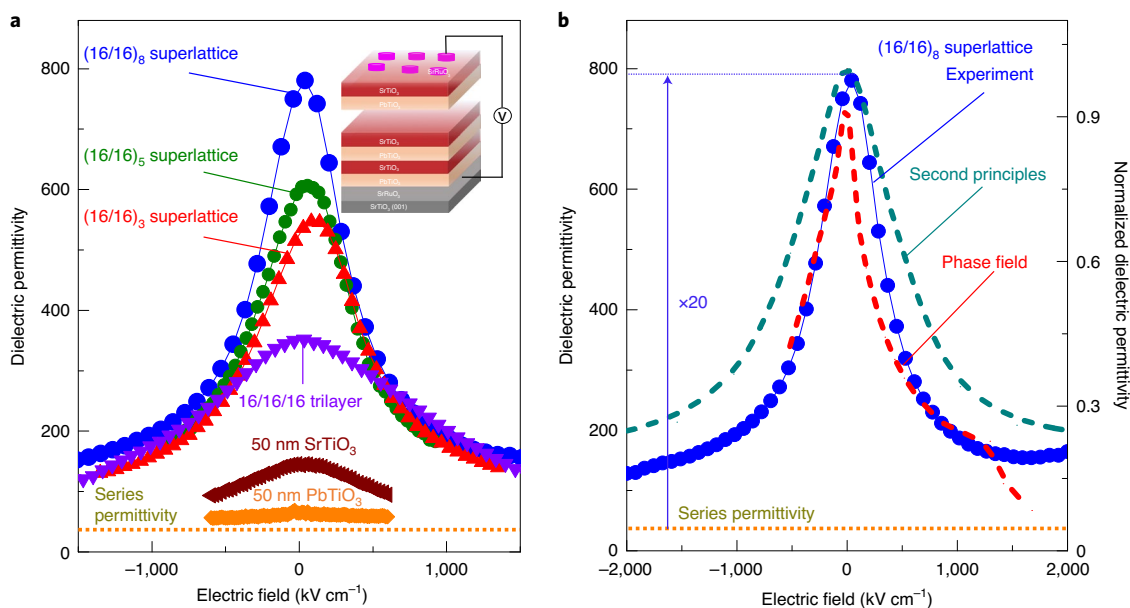 a
(16/16)₈ superlattice
(16/16)₅ superlattice
(16/16)₃ superlattice
16/16/16 trilayer
50 nm SrTiO₃
50 nm PbTiO₃
Series
permittivity
SrRuO₃
SrTiO₃
PbTiO₃
SrTiO₃
PbTiO₃
SrTiO₃
PbTiO₃
SrRuO₃
SrTiO₃ (001)
V
Dielectric permittivity
800
600
400
200
0
−1,000
0
1,000
Electric field (kV cm⁻¹)
b
(16/16)₈ superlattice
Experiment
Second principles
Phase field
×20
Series permittivity
Dielectric permittivity
800
600
400
200
0
Normalized dielectric
permittivity
0.9
0.6
0.3
0
−2,000
−1,000
0
1,000
2,000
Electric field (kV cm⁻¹)